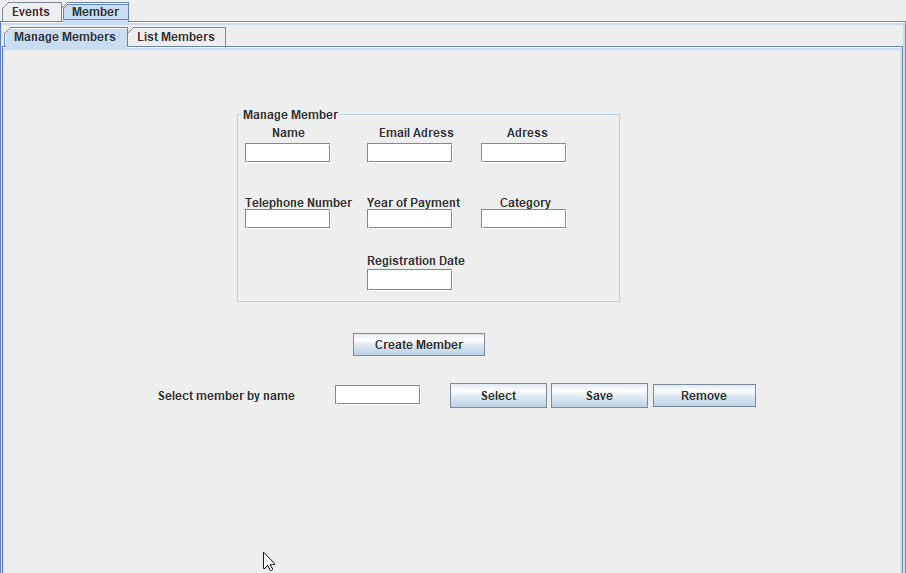 Events Member
Manage Members List Members
Manage Member
Name Email Adress Adress
Telephone Number Year of Payment Category
Registration Date
Create Member
Select member by name Select Save Remove